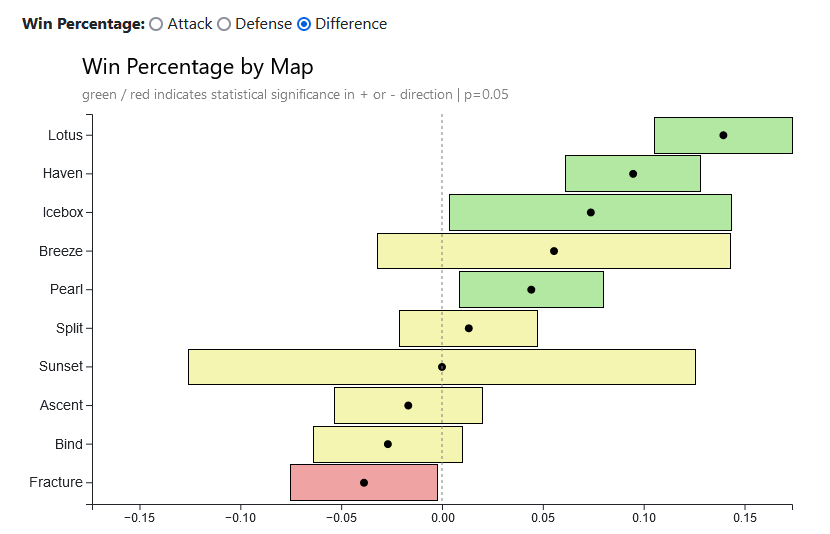 Win Percentage: Attack Defense Difference
Win Percentage by Map
green / red indicates statistical significance in + or - direction | p=0.05
Lotus
Haven
Icebox
Breeze
Pearl
Split
Sunset
Ascent
Bind
Fracture
−0.15 −0.10 −0.05 0.00 0.05 0.10 0.15